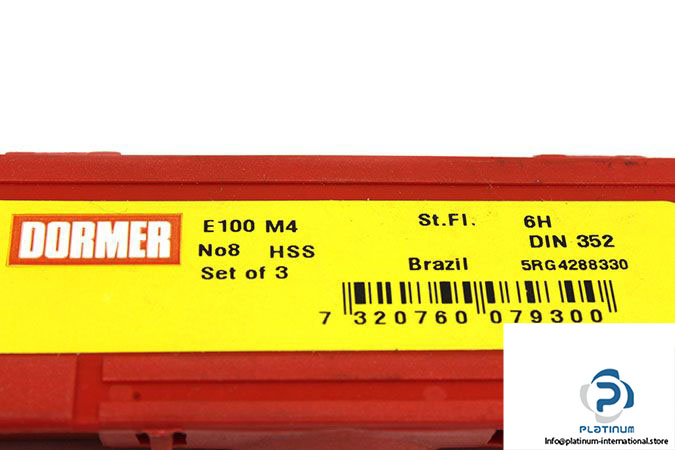 DORMER
E100 M4
No8 HSS
Set of 3
St.Fl. 6H
DIN 352
Brazil 5RG4288330
7 320760 079300
PLATINUM
Info@platinum-international.store